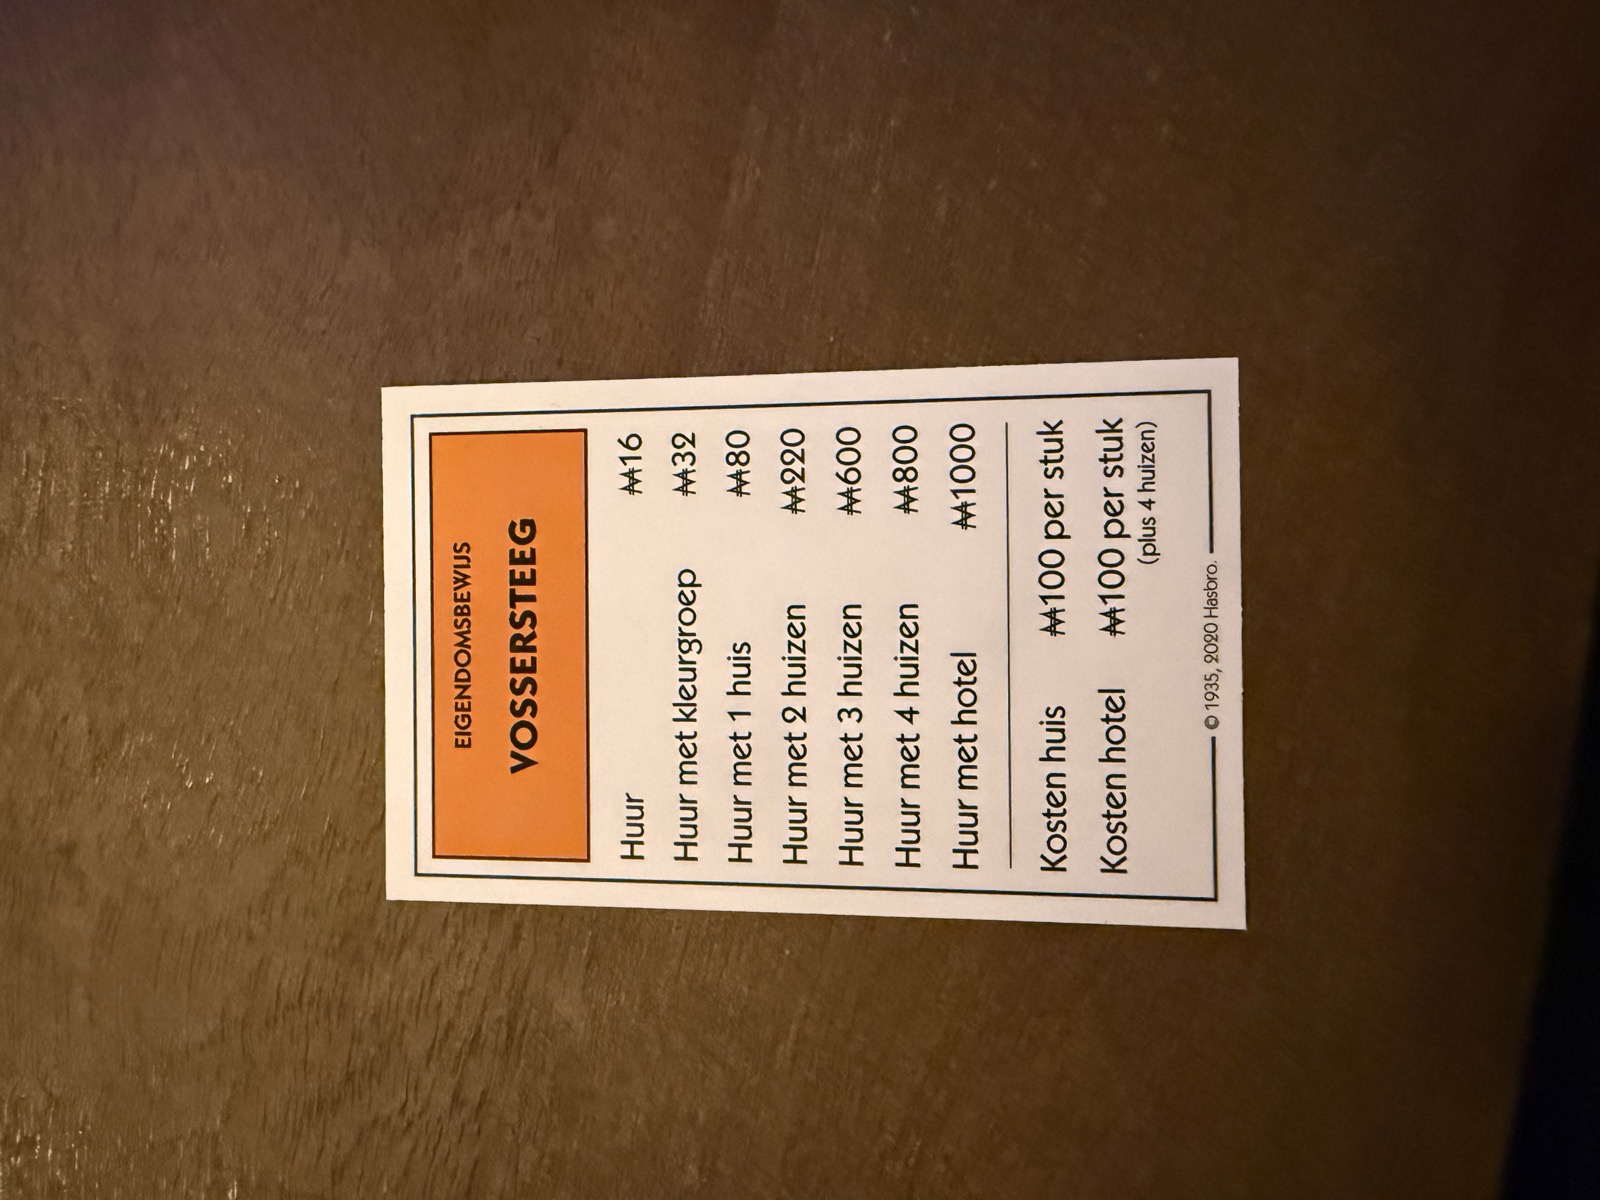 EIGENDOMSBEWIJS
VOSSERSTEEG
Huur ₩16
Huur met kleurgroep ₩32
Huur met 1 huis ₩80
Huur met 2 huizen ₩220
Huur met 3 huizen ₩600
Huur met 4 huizen ₩800
Huur met hotel ₩1000
Kosten huis ₩100 per stuk
Kosten hotel ₩100 per stuk
(plus 4 huizen)
© 1935, 2020 Hasbro.